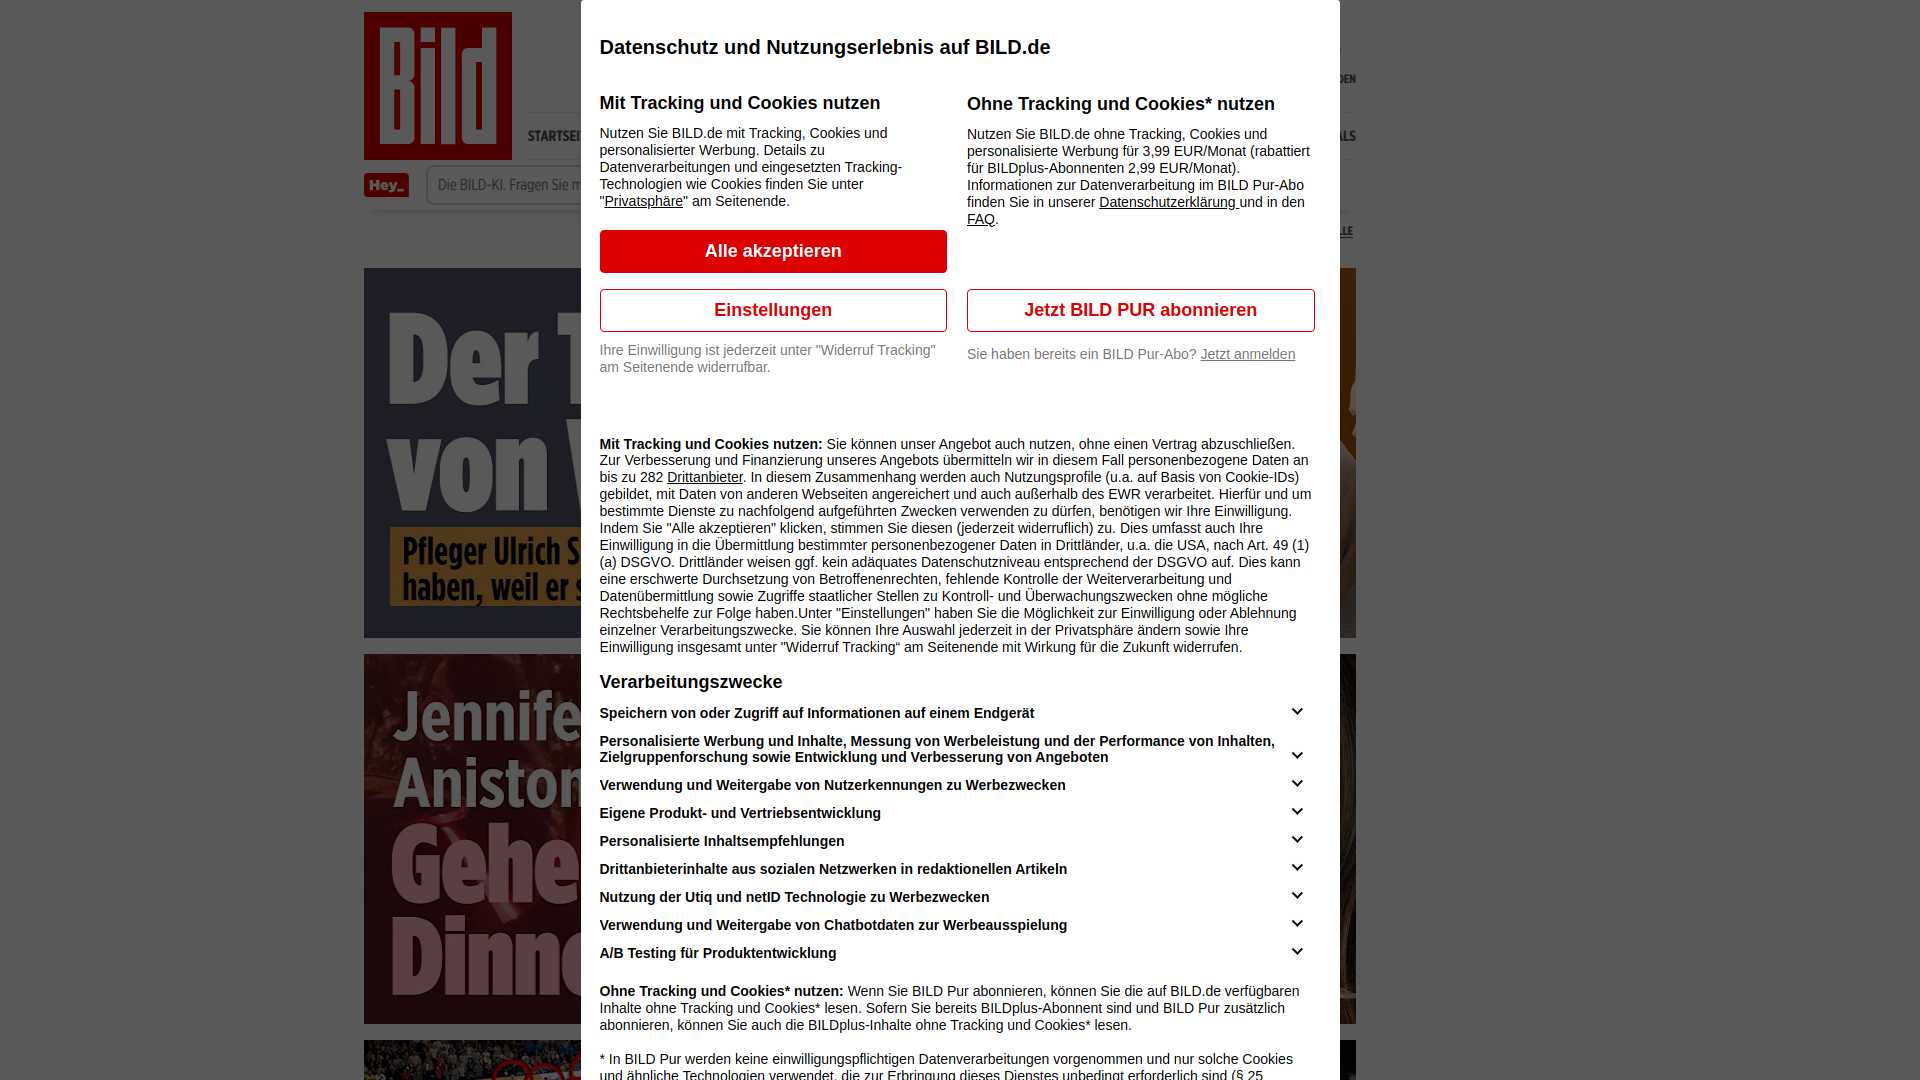 Bild
DEN
STARTSEI
ALS
Hey_
Die BILD-KI. Fragen Sie m
LLE
Der
von
Pfleger Ulrich S
haben, weil er s
Jennife
Aniston
Gehe
Dinne
Datenschutz und Nutzungserlebnis auf BILD.de
Mit Tracking und Cookies nutzen
Nutzen Sie BILD.de mit Tracking, Cookies und
personalisierter Werbung. Details zu
Datenverarbeitungen und eingesetzten Tracking-
Technologien wie Cookies finden Sie unter
"Privatsphäre" am Seitenende.
Alle akzeptieren
Einstellungen
Ihre Einwilligung ist jederzeit unter "Widerruf Tracking"
am Seitenende widerrufbar.
Ohne Tracking und Cookies* nutzen
Nutzen Sie BILD.de ohne Tracking, Cookies und
personalisierte Werbung für 3,99 EUR/Monat (rabattiert
für BILDplus-Abonnenten 2,99 EUR/Monat).
Informationen zur Datenverarbeitung im BILD Pur-Abo
finden Sie in unserer Datenschutzerklärung und in den
FAQ.
Jetzt BILD PUR abonnieren
Sie haben bereits ein BILD Pur-Abo? Jetzt anmelden
Mit Tracking und Cookies nutzen: Sie können unser Angebot auch nutzen, ohne einen Vertrag abzuschließen.
Zur Verbesserung und Finanzierung unseres Angebots übermitteln wir in diesem Fall personenbezogene Daten an
bis zu 282 Drittanbieter. In diesem Zusammenhang werden auch Nutzungsprofile (u.a. auf Basis von Cookie-IDs)
gebildet, mit Daten von anderen Webseiten angereichert und auch außerhalb des EWR verarbeitet. Hierfür und um
bestimmte Dienste zu nachfolgend aufgeführten Zwecken verwenden zu dürfen, benötigen wir Ihre Einwilligung.
Indem Sie "Alle akzeptieren" klicken, stimmen Sie diesen (jederzeit widerruflich) zu. Dies umfasst auch Ihre
Einwilligung in die Übermittlung bestimmter personenbezogener Daten in Drittländer, u.a. die USA, nach Art. 49 (1)
(a) DSGVO. Drittländer weisen ggf. kein adäquates Datenschutzniveau entsprechend der DSGVO auf. Dies kann
eine erschwerte Durchsetzung von Betroffenenrechten, fehlende Kontrolle der Weiterverarbeitung und
Datenübermittlung sowie Zugriffe staatlicher Stellen zu Kontroll- und Überwachungszwecken ohne mögliche
Rechtsbehelfe zur Folge haben.Unter "Einstellungen" haben Sie die Möglichkeit zur Einwilligung oder Ablehnung
einzelner Verarbeitungszwecke. Sie können Ihre Auswahl jederzeit in der Privatsphäre ändern sowie Ihre
Einwilligung insgesamt unter "Widerruf Tracking“ am Seitenende mit Wirkung für die Zukunft widerrufen.
Verarbeitungszwecke
Speichern von oder Zugriff auf Informationen auf einem Endgerät
Personalisierte Werbung und Inhalte, Messung von Werbeleistung und der Performance von Inhalten,
Zielgruppenforschung sowie Entwicklung und Verbesserung von Angeboten
Verwendung und Weitergabe von Nutzerkennungen zu Werbezwecken
Eigene Produkt- und Vertriebsentwicklung
Personalisierte Inhaltsempfehlungen
Drittanbieterinhalte aus sozialen Netzwerken in redaktionellen Artikeln
Nutzung der Utiq und netID Technologie zu Werbezwecken
Verwendung und Weitergabe von Chatbotdaten zur Werbeausspielung
A/B Testing für Produktentwicklung
Ohne Tracking und Cookies* nutzen: Wenn Sie BILD Pur abonnieren, können Sie die auf BILD.de verfügbaren
Inhalte ohne Tracking und Cookies* lesen. Sofern Sie bereits BILDplus-Abonnent sind und BILD Pur zusätzlich
abonnieren, können Sie auch die BILDplus-Inhalte ohne Tracking und Cookies* lesen.
* In BILD Pur werden keine einwilligungspflichtigen Datenverarbeitungen vorgenommen und nur solche Cookies
und ähnliche Technologien verwendet, die zur Erbringung dieses Dienstes unbedingt erforderlich sind (§ 25